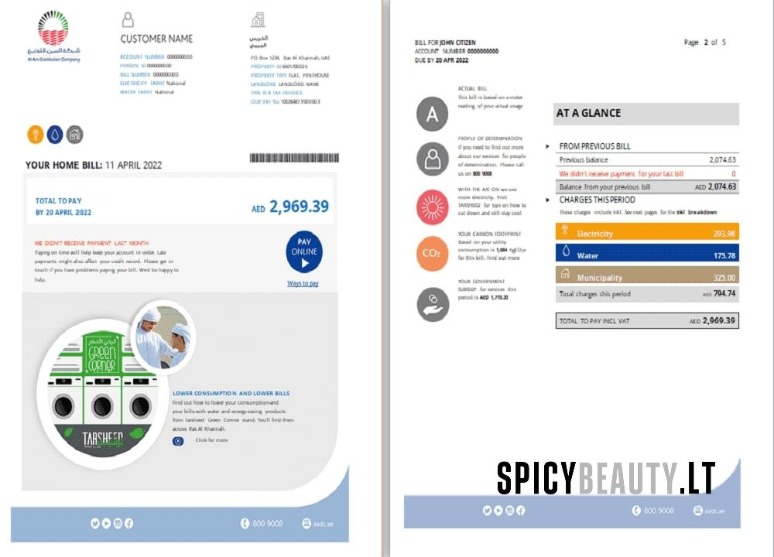 شركة العين للتوزيع
Al Ain Distribution Company
CUSTOMER NAME
ACCOUNT NUMBER 0000000000
PERSON ID 0000000000
BILL NUMBER 0000000000
ELECTRICITY National
WATER National
PO Box 1234, Ras Al Khaimah, UAE
PROPERTY ID
PROPERTY TYPE FLAT, PENTHOUSE
LANDLORD LANDLORD NAME
THIS IS A TAX INVOICE
OUR VAT No
YOUR HOME BILL: 11 APRIL 2022
TOTAL TO PAY
BY 20 APRIL 2022
AED 2,969.39
WE DIDN'T RECEIVE PAYMENT LAST MONTH
Paying on time will help keep your account in order. Late
payments might also affect your credit record. Please get in
touch if you have problems paying your bill. We'd be happy to
help.
PAY
ONLINE
Ways to pay
GREEN
CORNER
TARSHEED
LOWER CONSUMPTION AND LOWER BILLS
Find out how to lower your consumption and
your bills with water and energy-saving products
from Tarsheed Green Corner stand. You'll find them
across Ras Al Khaimah.
Click for more
800 9008
aadc.ae
BILL FOR JOHN CITIZEN
ACCOUNT NUMBER 0000000000
DUE BY 20 APR 2022
Page 2 of 5
A
ACTUAL BILL
This bill is based on a meter
reading of your actual usage
PEOPLE OF DETERMINATION
If you need to find out more
about our services for people
of determination. Please call
us on 800 9008
WITH THE A/C ON we use
more electricity. Visit
TARSHEED for tips on how to
cut down and still stay cool
CO₂
YOUR CARBON FOOTPRINT
Based on your utility
consumption is
for this bill. Find out more
YOUR GOVERNMENT
SUBSIDY for services this
period is AED
AT A GLANCE
FROM PREVIOUS BILL
Previous balance 2,074.63
We didn't receive payment for your last bill 0
Balance from your previous bill AED 2,074.63
CHARGES THIS PERIOD
These charges include VAT. See next pages for the VAT breakdown
Electricity 293.96
Water 175.78
Municipality 325.00
Total charges this period AED 794.74
TOTAL TO PAY INCL VAT AED 2,969.39
SPICYBEAUTY.LT
800 9008
aadc.ae